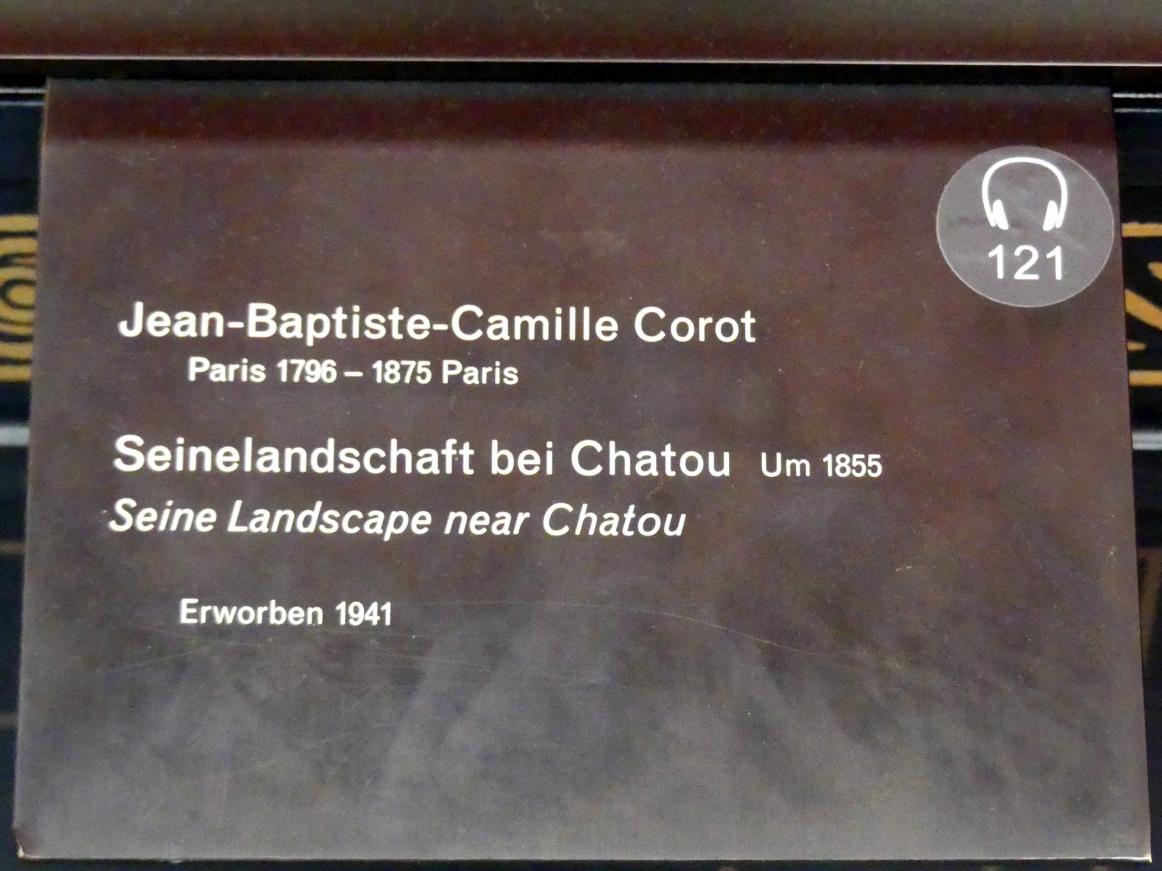 121
Jean-Baptiste-Camille Corot
Paris 1796 – 1875 Paris
Seinelandschaft bei Chatou Um 1855
Seine Landscape near Chatou
Erworben 1941